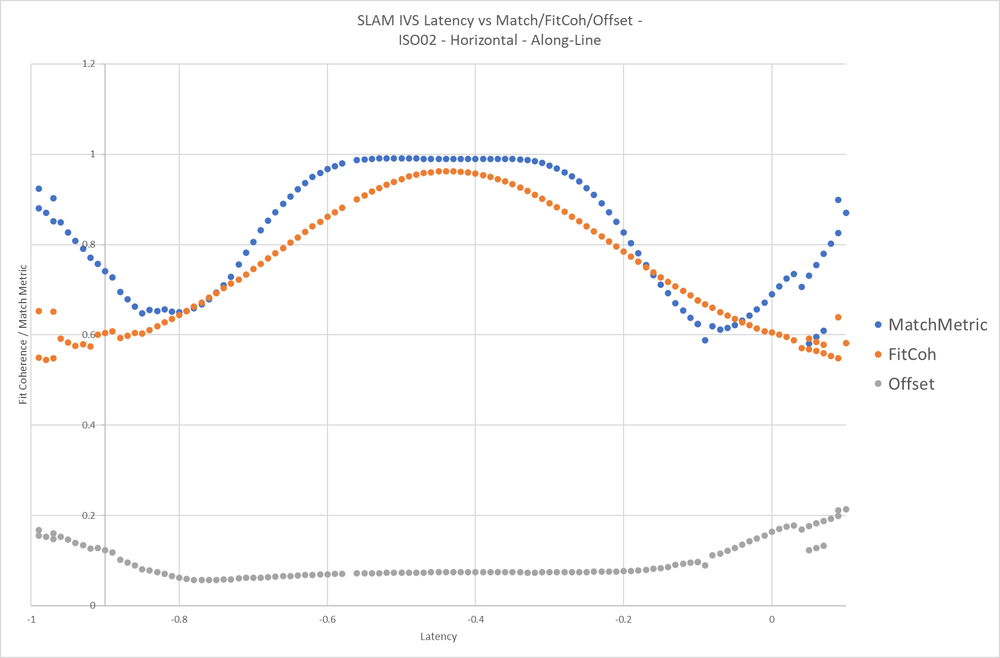 SLAM IVS Latency vs Match/FitCoh/Offset -
ISO02 - Horizontal - Along-Line
1.2
1
0.8
0.6
0.4
0.2
0
Fit Coherence / Match Metric
-1
-0.8
-0.6
-0.4
-0.2
0
Latency
MatchMetric
FitCoh
Offset